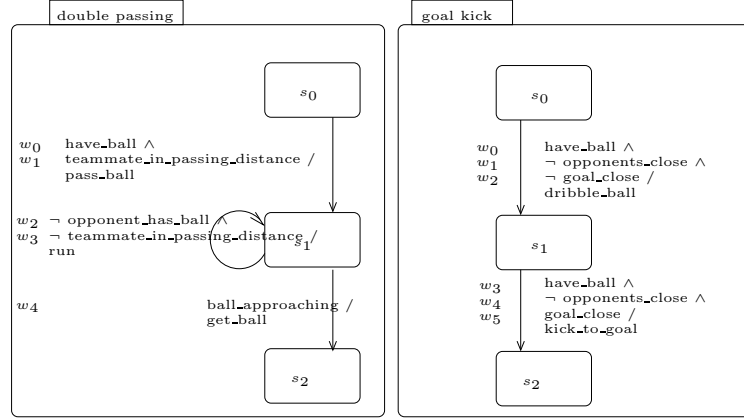 double passing
s0
w0 have_ball ∧
w1 teammate_in_passing_distance /
pass_ball
w2 ¬ opponent_has_ball ∧
w3 ¬ teammate_in_passing_distance /
run
s1
w4 ball_approaching /
get_ball
s2
goal kick
s0
w0 have_ball ∧
w1 ¬ opponents_close ∧
w2 ¬ goal_close /
dribble_ball
s1
w3 have_ball ∧
w4 ¬ opponents_close ∧
w5 goal_close /
kick_to_goal
s2